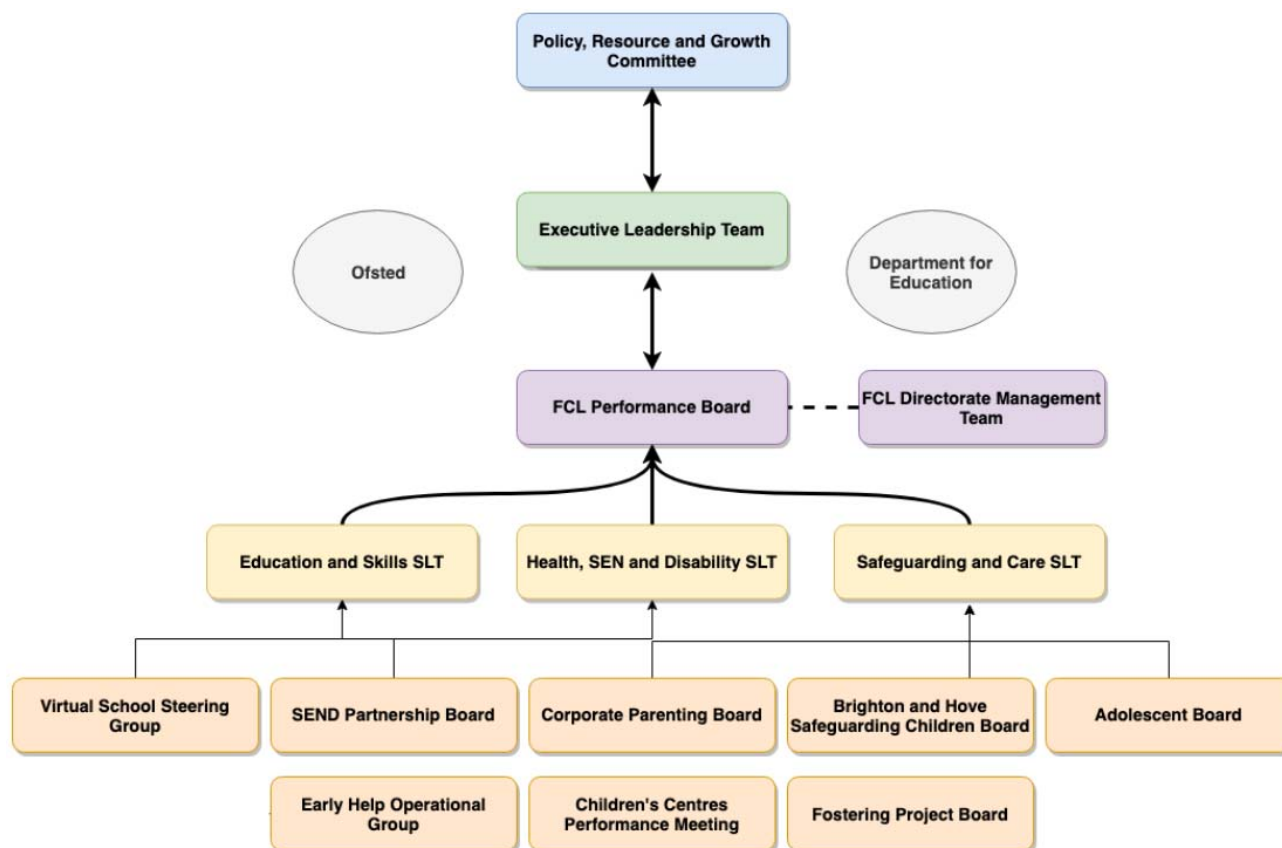 Policy, Resource and Growth
Committee
Executive Leadership Team
Ofsted
Department for
Education
FCL Performance Board
FCL Directorate Management
Team
Education and Skills SLT
Health, SEN and Disability SLT
Safeguarding and Care SLT
Virtual School Steering
Group
SEND Partnership Board
Corporate Parenting Board
Brighton and Hove
Safeguarding Children Board
Adolescent Board
Early Help Operational
Group
Children's Centres
Performance Meeting
Fostering Project Board